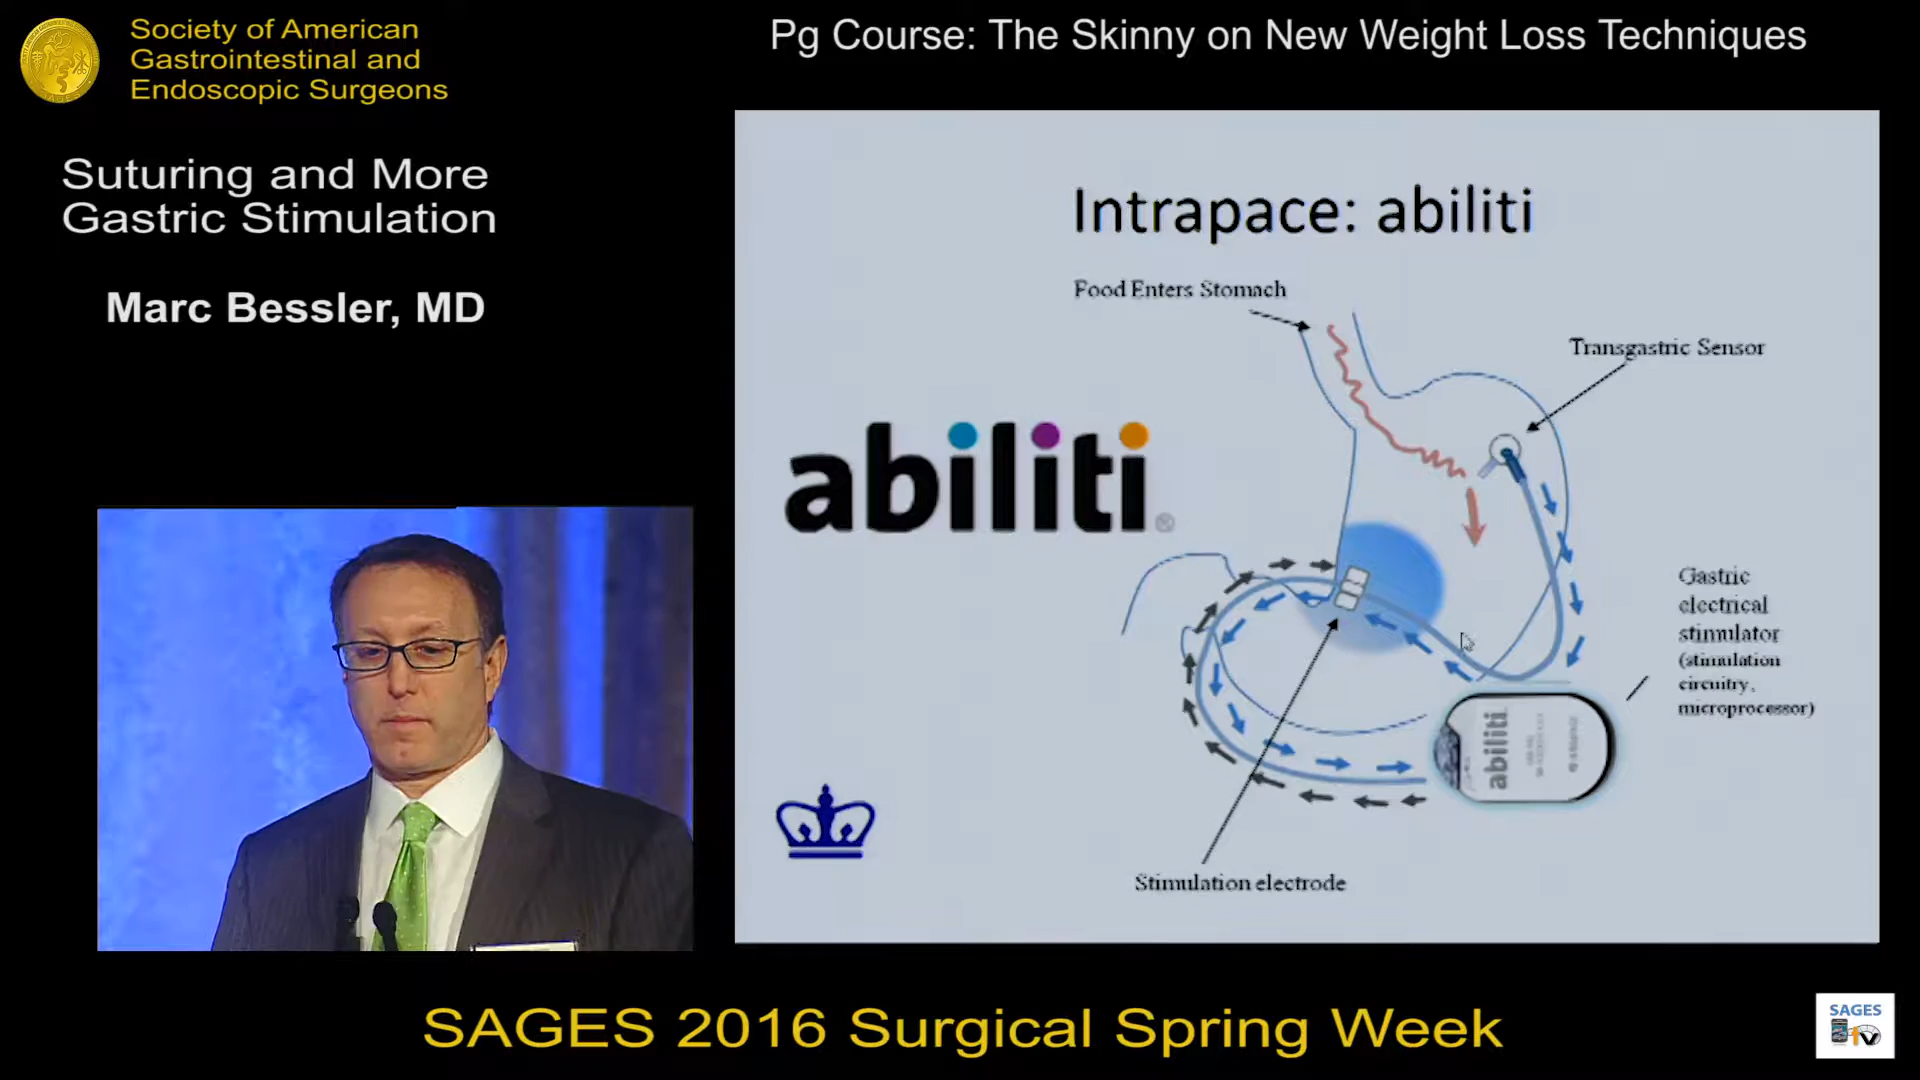 Society of American
Gastrointestinal and
Endoscopic Surgeons
Pg Course: The Skinny on New Weight Loss Techniques
Suturing and More
Gastric Stimulation
Marc Bessler, MD
Intrapace: abiliti
Food Enters Stomach
Transgastric Sensor
abiliti®
Gastric
electrical
stimulator
(stimulation
circuitry,
microprocessor)
abiliti
Stimulation electrode
SAGES 2016 Surgical Spring Week
SAGES
TV